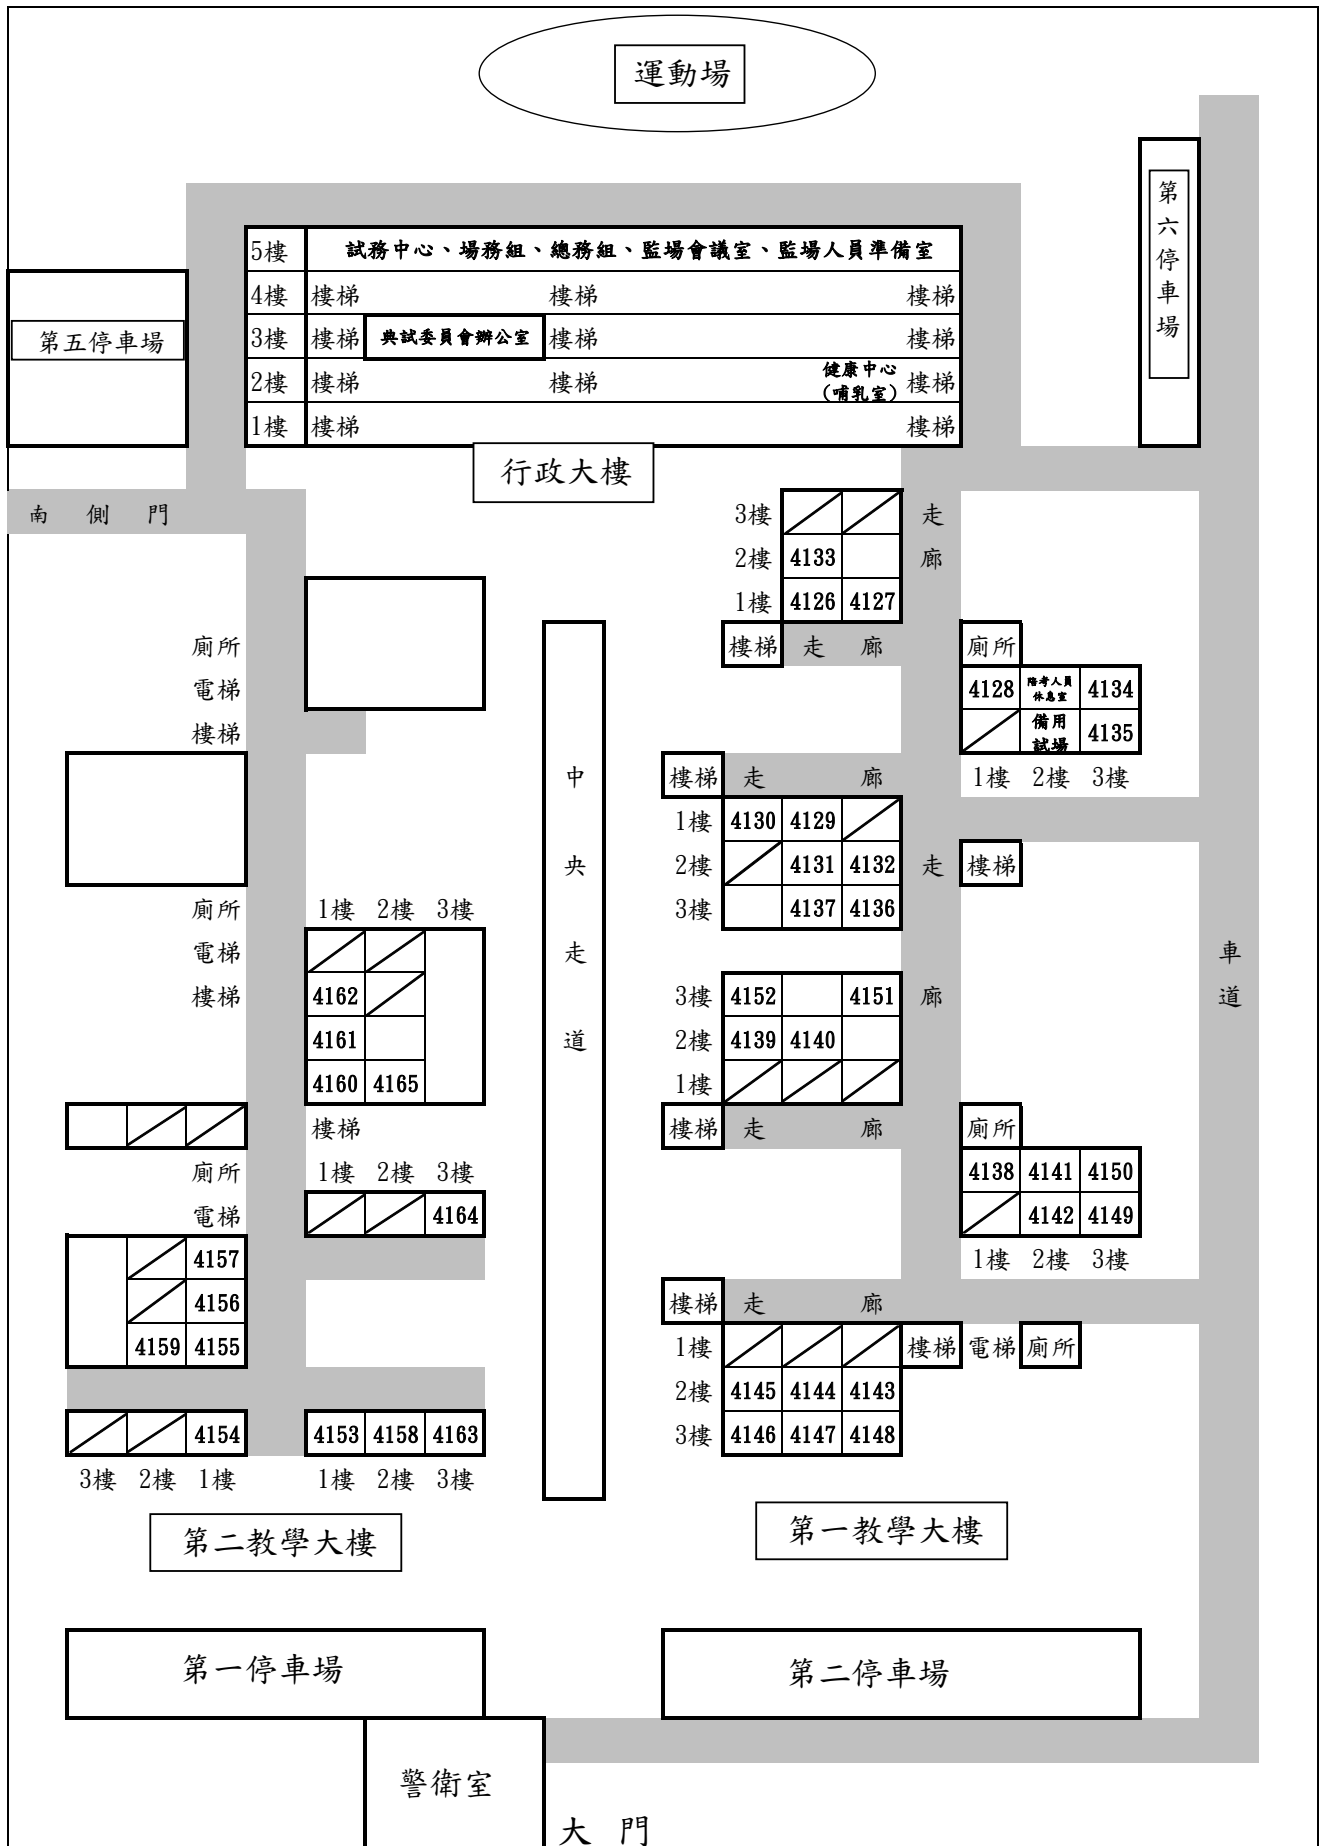 運動場
第六停車場
5樓 試務中心、場務組、總務組、監場會議室、監場人員準備室
4樓 樓梯 樓梯 樓梯
第五停車場
3樓 樓梯 典試委員會辦公室 樓梯 樓梯
2樓 樓梯 樓梯 健康中心(哺乳室) 樓梯
1樓 樓梯 樓梯
行政大樓
南側門
3樓
2樓 4133
1樓 4126 4127
走廊
樓梯 走廊
廁所
4128 陪考人員休息室 4134
備用試場 4135
1樓 2樓 3樓
樓梯 走廊
1樓 4130 4129
2樓 4131 4132
3樓 4137 4136
走廊
樓梯
3樓 4152 4151
2樓 4139 4140
1樓
樓梯 走廊
廁所
4138 4141 4150
4142 4149
1樓 2樓 3樓
樓梯 走廊
1樓 樓梯 電梯 廁所
2樓 4145 4144 4143
3樓 4146 4147 4148
第一教學大樓
車道
中央走道
廁所
電梯
樓梯
廁所
電梯
樓梯
1樓 2樓 3樓
4162
4161
4160 4165
樓梯
廁所
電梯
1樓 2樓 3樓
4164
4157
4156
4159 4155
4154
3樓 2樓 1樓
4153 4158 4163
1樓 2樓 3樓
第二教學大樓
第一停車場
第二停車場
警衛室
大門